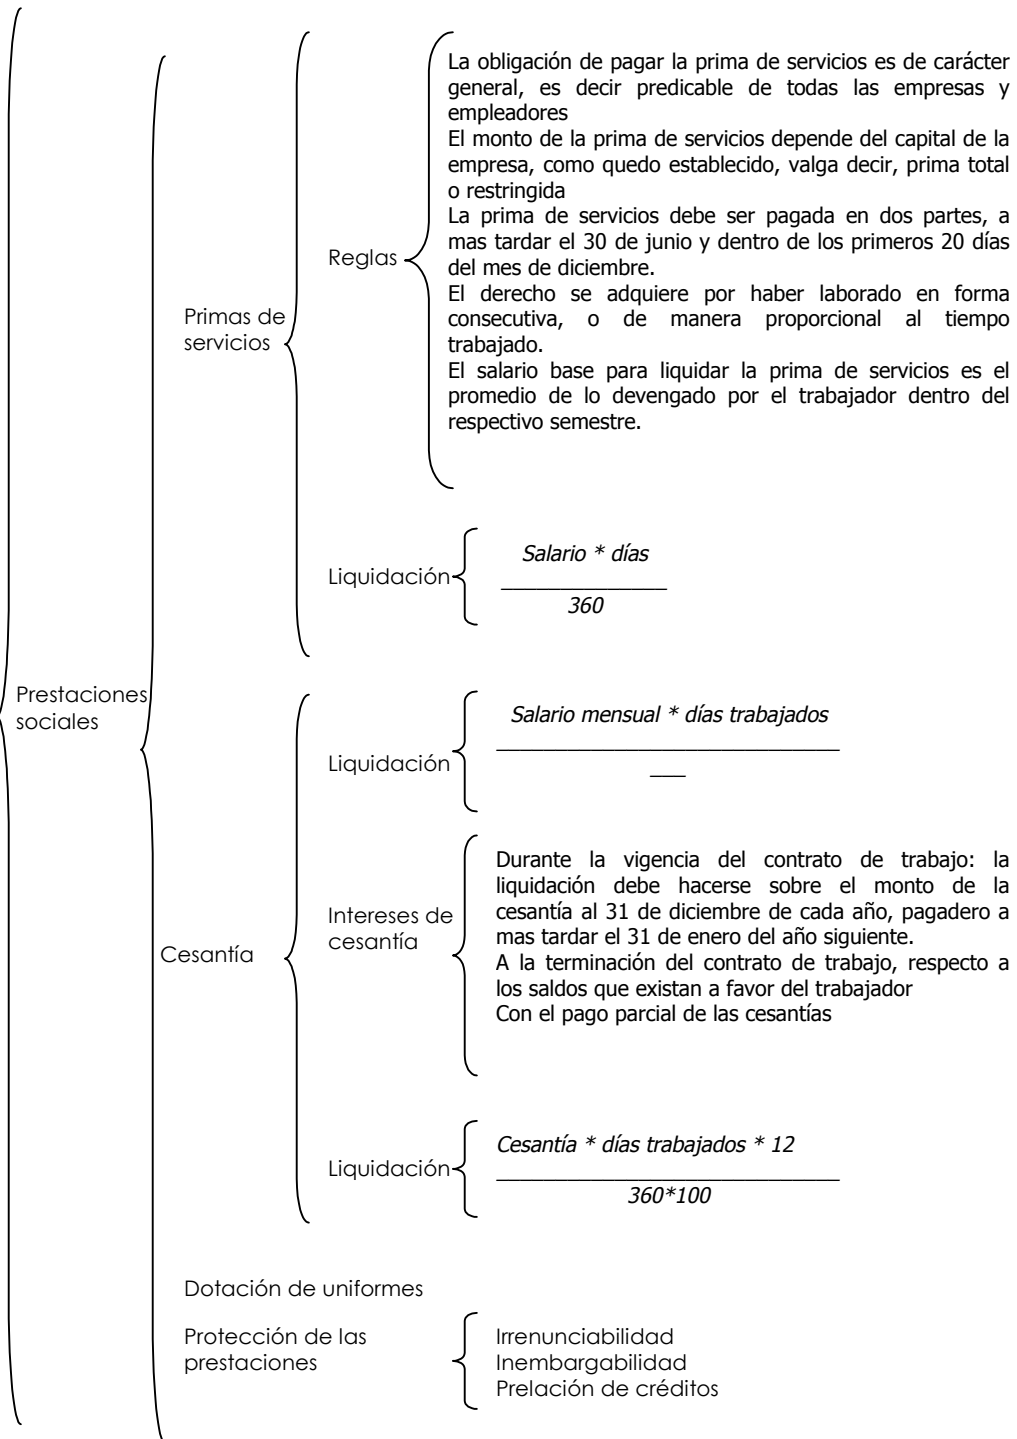 Prestaciones
sociales
Primas de
servicios
Reglas
La obligación de pagar la prima de servicios es de carácter
general, es decir predicable de todas las empresas y
empleadores
El monto de la prima de servicios depende del capital de la
empresa, como quedo establecido, valga decir, prima total
o restringida
La prima de servicios debe ser pagada en dos partes, a
mas tardar el 30 de junio y dentro de los primeros 20 días
del mes de diciembre.
El derecho se adquiere por haber laborado en forma
consecutiva, o de manera proporcional al tiempo
trabajado.
El salario base para liquidar la prima de servicios es el
promedio de lo devengado por el trabajador dentro del
respectivo semestre.
Liquidación
Salario * días
360
Cesantía
Liquidación
Salario mensual * días trabajados
Intereses de
cesantía
Durante la vigencia del contrato de trabajo: la
liquidación debe hacerse sobre el monto de la
cesantía al 31 de diciembre de cada año, pagadero a
mas tardar el 31 de enero del año siguiente.
A la terminación del contrato de trabajo, respecto a
los saldos que existan a favor del trabajador
Con el pago parcial de las cesantías
Liquidación
Cesantía * días trabajados * 12
360*100
Dotación de uniformes
Protección de las
prestaciones
Irrenunciabilidad
Inembargabilidad
Prelación de créditos